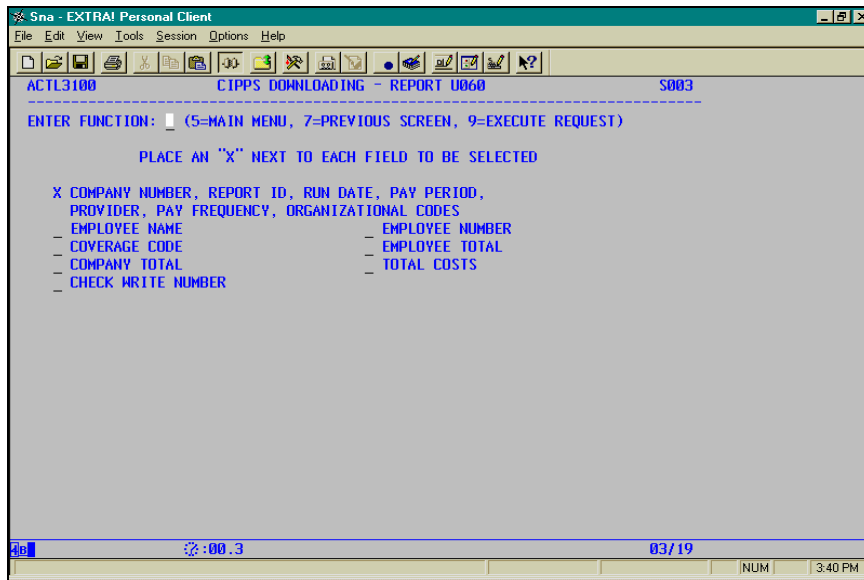 Sna - EXTRA! Personal Client
File Edit View Tools Session Options Help
ACTL3100 CIPPS DOWNLOADING - REPORT U060 S003
--------------------------------------------------------------------------
ENTER FUNCTION: _ (5=MAIN MENU, 7=PREVIOUS SCREEN, 9=EXECUTE REQUEST)
PLACE AN "X" NEXT TO EACH FIELD TO BE SELECTED
X COMPANY NUMBER, REPORT ID, RUN DATE, PAY PERIOD,
PROVIDER, PAY FREQUENCY, ORGANIZATIONAL CODES
_ EMPLOYEE NAME _ EMPLOYEE NUMBER
_ COVERAGE CODE _ EMPLOYEE TOTAL
_ COMPANY TOTAL _ TOTAL COSTS
_ CHECK WRITE NUMBER
4B :00.3 03/19
NUM 3:40 PM